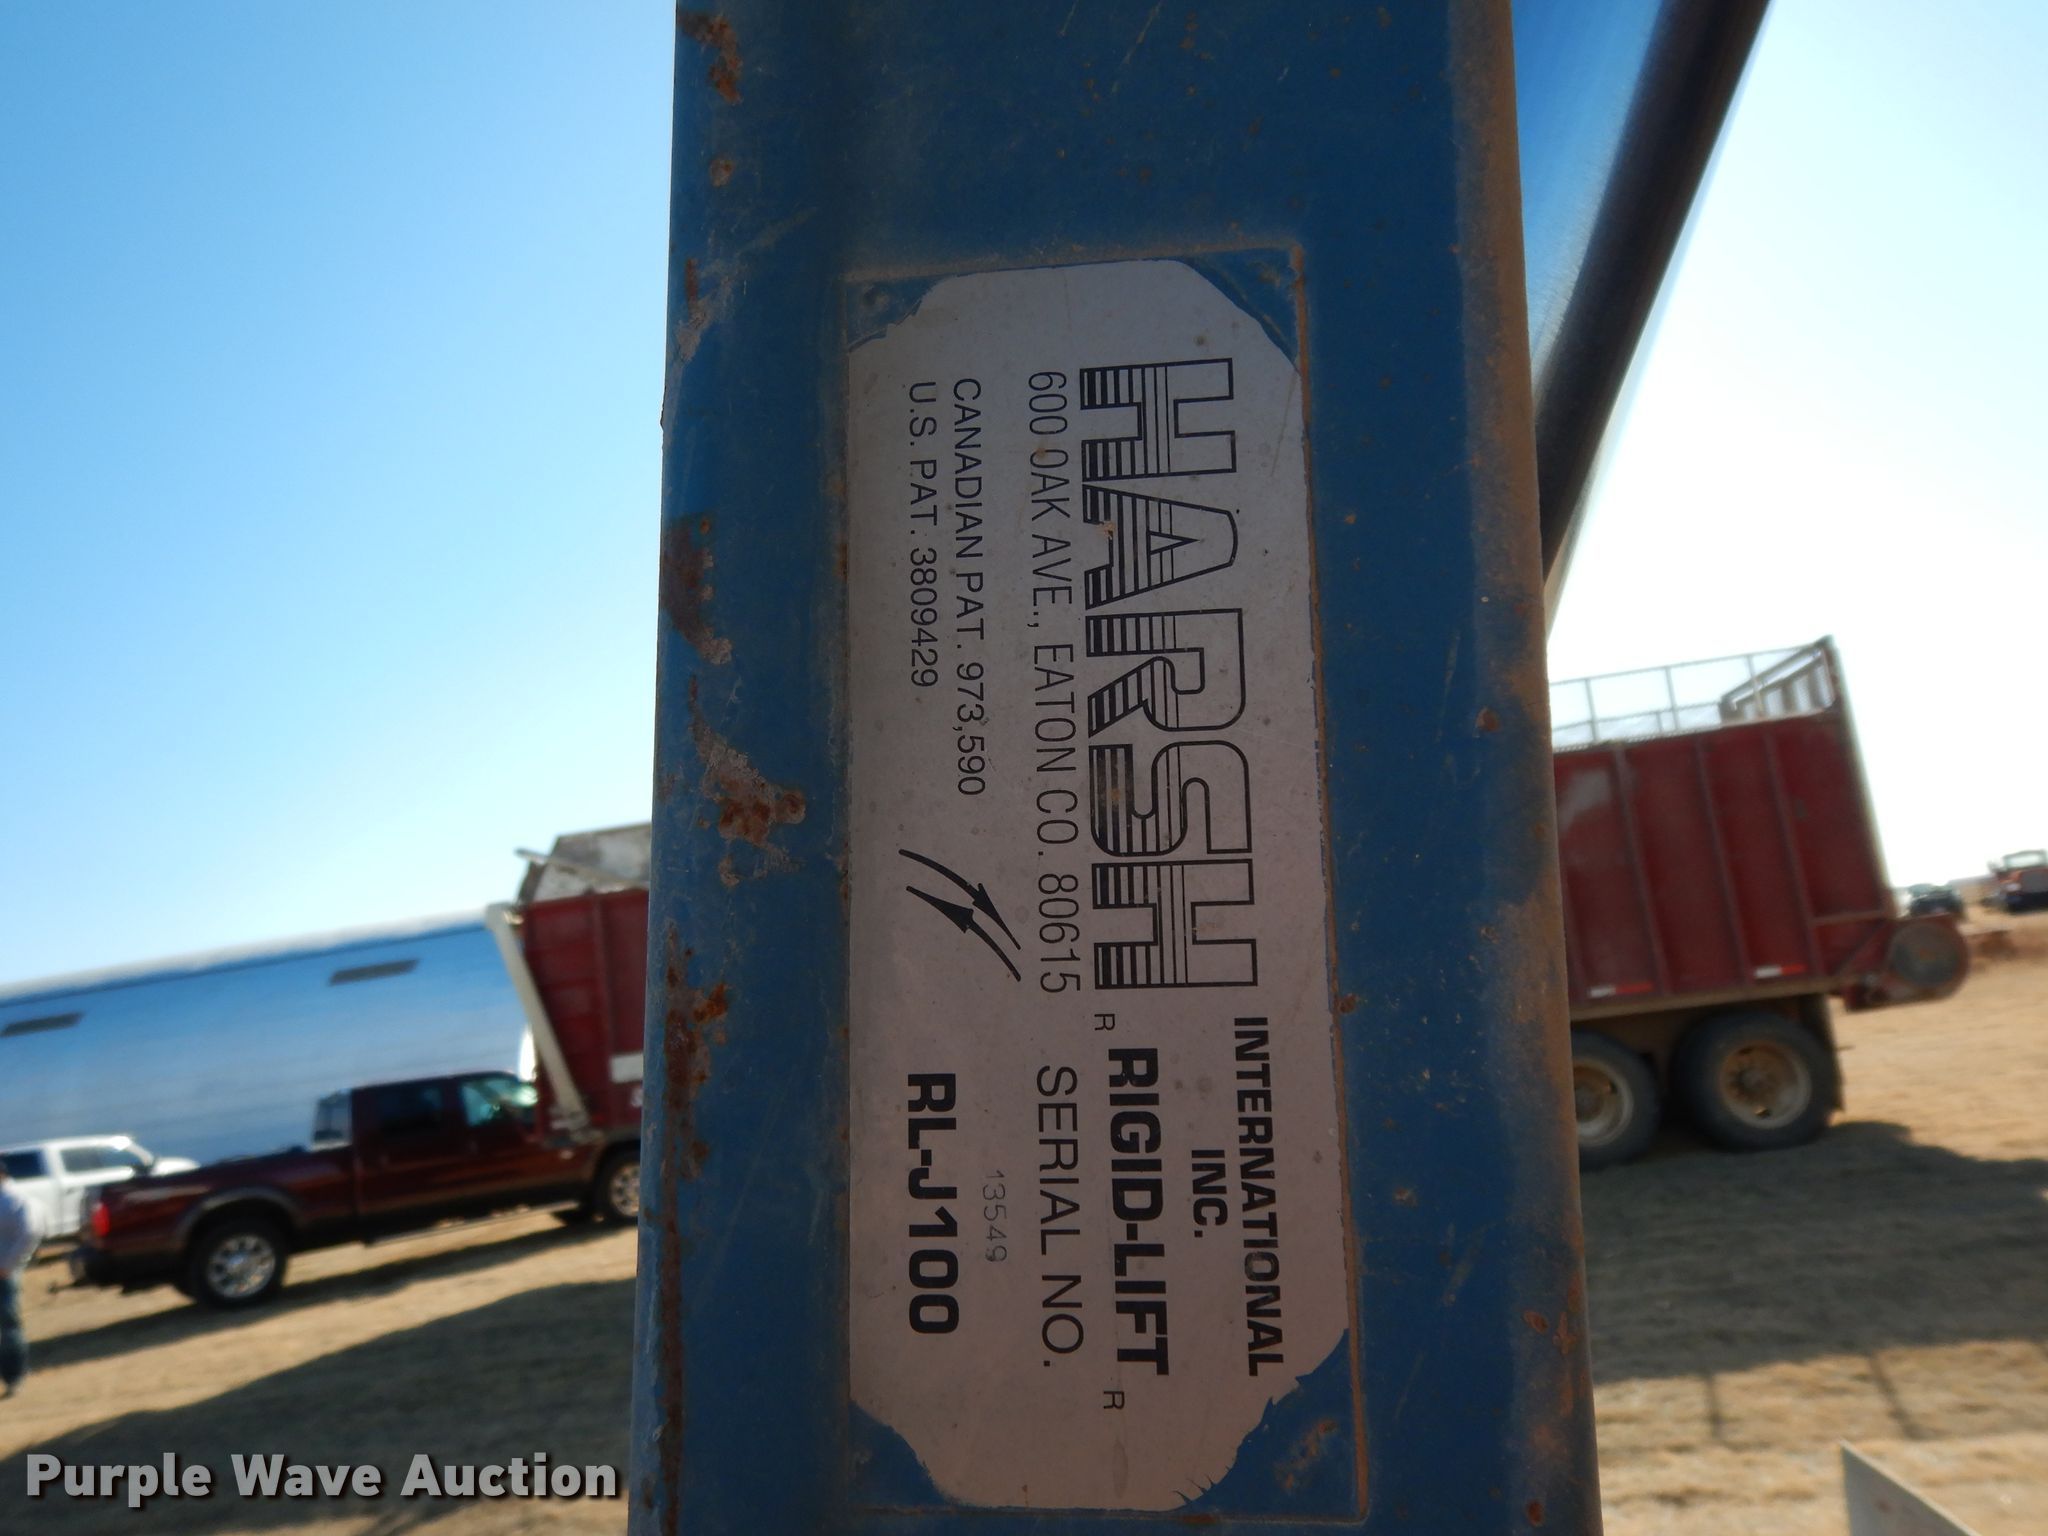 HARSH INTERNATIONAL INC.
600 OAK AVE., EATON CO. 80615
R RIGID-LIFT R
SERIAL NO.
13549
CANADIAN PAT. 973,590
U.S. PAT. 3809429
RL-J100
Purple Wave Auction